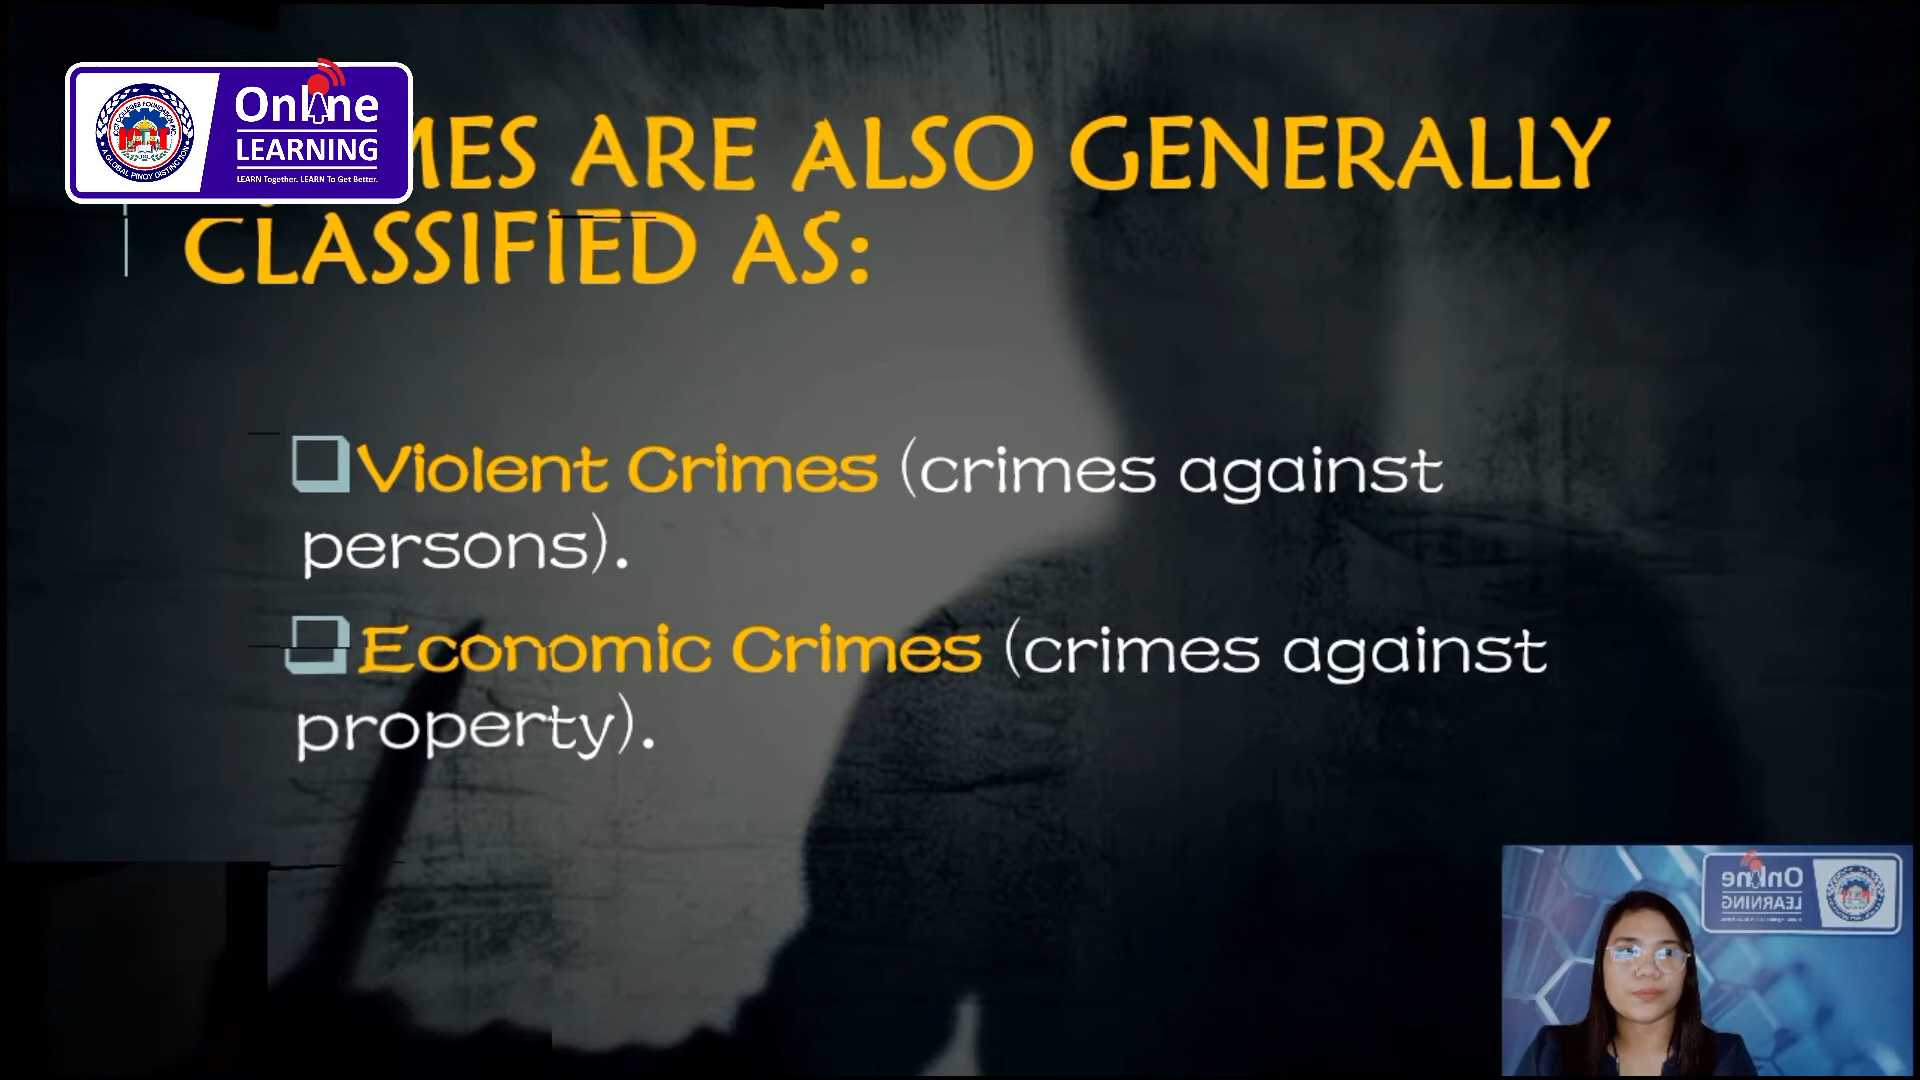 Online
LEARNING
LEARN Together. LEARN To Get Better.
MES ARE ALSO GENERALLY
CLASSIFIED AS:
Violent Crimes (crimes against
persons).
Economic Crimes (crimes against
property).
Online
LEARNING